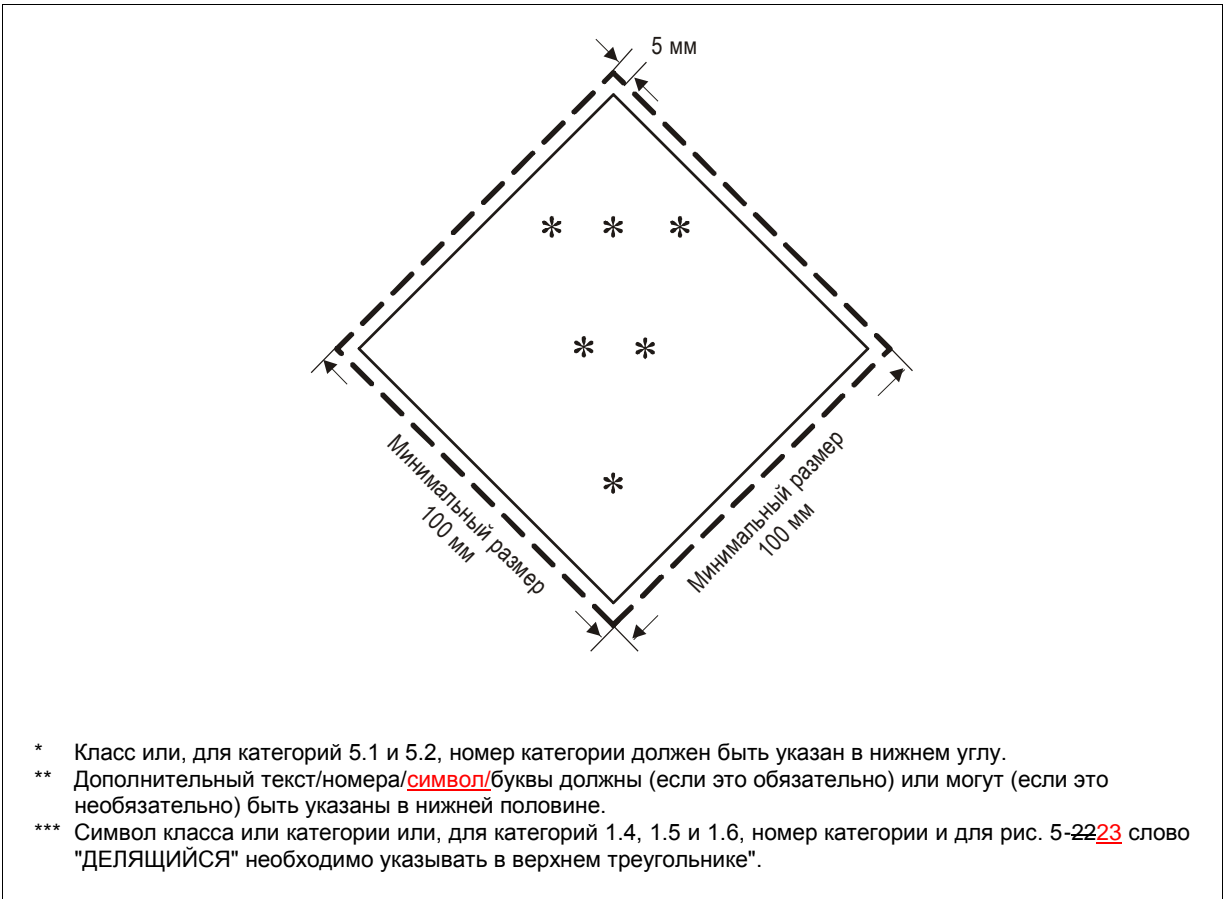 5 мм
* * *
* *
*
Минимальный размер
100 мм
Минимальный размер
100 мм
* Класс или, для категорий 5.1 и 5.2, номер категории должен быть указан в нижнем углу.
** Дополнительный текст/номера/символ/буквы должны (если это обязательно) или могут (если это
необязательно) быть указаны в нижней половине.
*** Символ класса или категории или, для категорий 1.4, 1.5 и 1.6, номер категории и для рис. 5-2223 слово
"ДЕЛЯЩИЙСЯ" необходимо указывать в верхнем треугольнике".